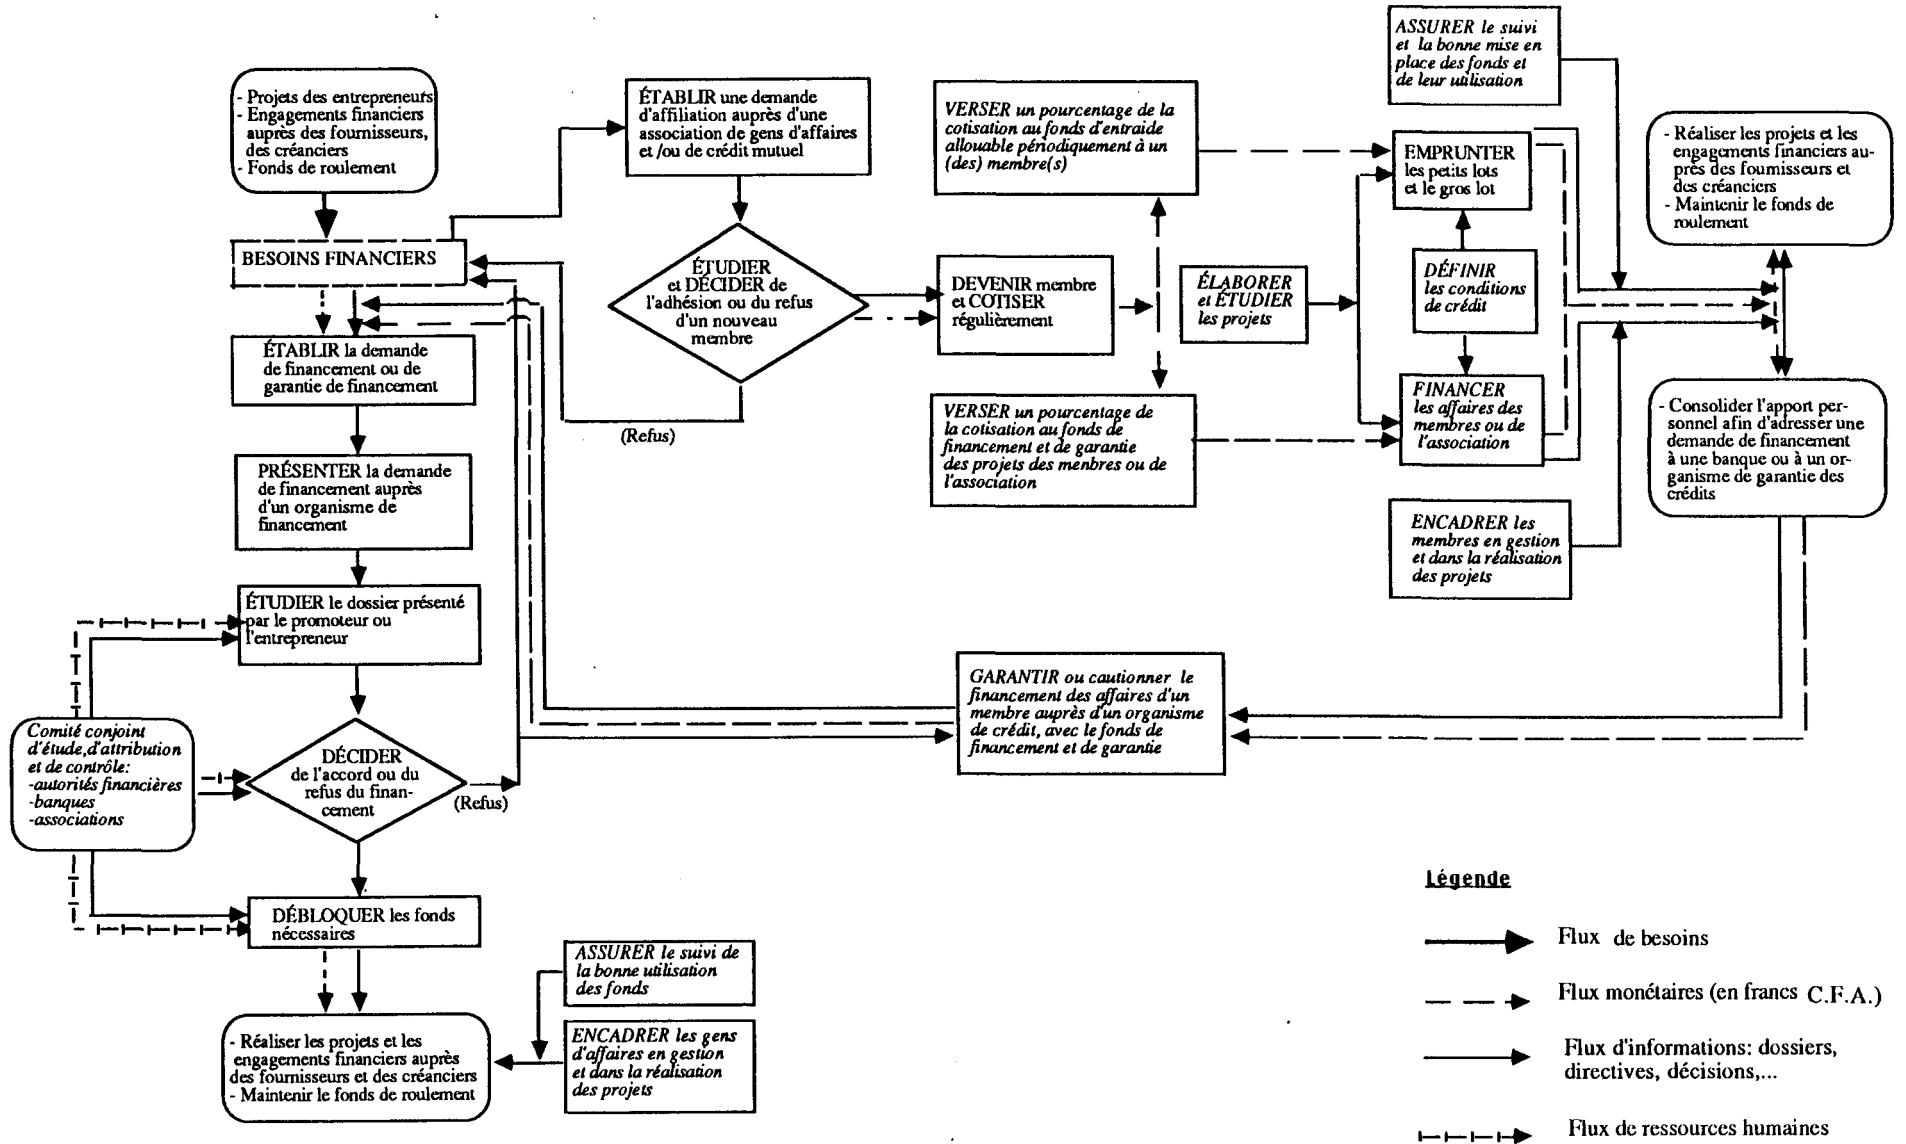 - Projets des entrepreneurs
- Engagements financiers
auprès des fournisseurs,
des créanciers
- Fonds de roulement
BESOINS FINANCIERS
ÉTABLIR la demande
de financement ou de
garantie de financement
PRÉSENTER la demande
de financement auprès
d'un organisme de
financement
ÉTUDIER le dossier présenté
par le promoteur ou
l'entrepreneur
Comité conjoint
d'étude,d'attribution
et de contrôle:
-autorités financières
-banques
-associations
DÉCIDER
de l'accord ou du
refus du finan-
cement
(Refus)
DÉBLOQUER les fonds
nécessaires
- Réaliser les projets et les
engagements financiers auprès
des fournisseurs et des créanciers
- Maintenir le fonds de roulement
ASSURER le suivi de
la bonne utilisation
des fonds
ENCADRER les gens
d'affaires en gestion
et dans la réalisation
des projets
ÉTABLIR une demande
d'affiliation auprès d'une
association de gens d'affaires
et /ou de crédit mutuel
ÉTUDIER
et DÉCIDER de
l'adhésion ou du refus
d'un nouveau
membre
(Refus)
DEVENIR membre
et COTISER
régulièrement
VERSER un pourcentage de la
cotisation au fonds d'entraide
allouable périodiquement à un
(des) membre(s)
VERSER un pourcentage de
la cotisation au fonds de
financement et de garantie
des projets des menbres ou de
l'association
ÉLABORER
et ÉTUDIER
les projets
ASSURER le suivi
et la bonne mise en
place des fonds et
de leur utilisation
EMPRUNTER
les petits lots
et le gros lot
DÉFINIR
les conditions
de crédit
FINANCER
les affaires des
membres ou de
l'association
ENCADRER les
membres en gestion
et dans la réalisation
des projets
- Réaliser les projets et les
engagements financiers au-
près des fournisseurs et
des créanciers
- Maintenir le fonds de
roulement
- Consolider l'apport per-
sonnel afin d'adresser une
demande de financement
à une banque ou à un or-
ganisme de garantie des
crédits
GARANTIR ou cautionner le
financement des affaires d'un
membre auprès d'un organisme
de crédit, avec le fonds de
financement et de garantie
Légende
Flux de besoins
Flux monétaires (en francs C.F.A.)
Flux d'informations: dossiers,
directives, décisions,...
Flux de ressources humaines